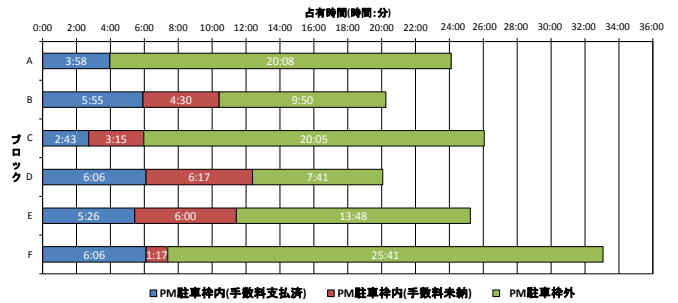 占有時間(時間:分)
0:00 2:00 4:00 6:00 8:00 10:00 12:00 14:00 16:00 18:00 20:00 22:00 24:00 26:00 28:00 30:00 32:00 34:00 36:00
A 3:58 20:08
B 5:55 4:30 9:50
C 2:43 3:15 20:05
D 6:06 6:17 7:41
E 5:26 6:00 13:48
F 6:06 1:17 25:41
ブロック
PM駐車枠内(手数料支払済) PM駐車枠内(手数料未納) PM駐車枠外